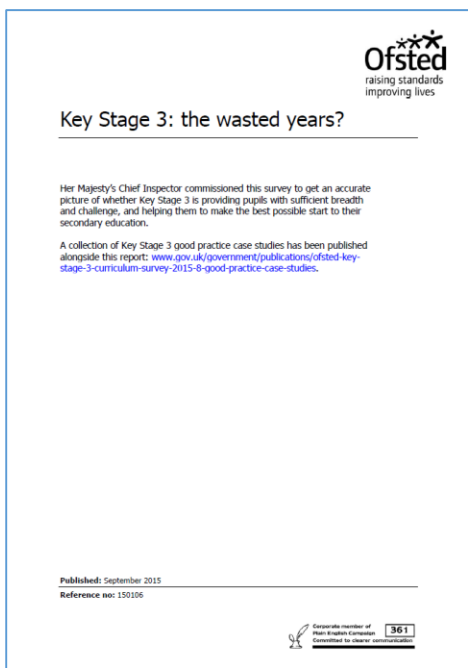 Ofsted
raising standards
improving lives
Key Stage 3: the wasted years?
Her Majesty's Chief Inspector commissioned this survey to get an accurate
picture of whether Key Stage 3 is providing pupils with sufficient breadth
and challenge, and helping them to make the best possible start to their
secondary education.
A collection of Key Stage 3 good practice case studies has been published
alongside this report: www.gov.uk/government/publications/ofsted-key-
stage-3-curriculum-survey-2015-8-good-practice-case-studies.
Published: September 2015
Reference no: 150106
Corporate member of
Plain English Campaign
Committed to clearer communication
361